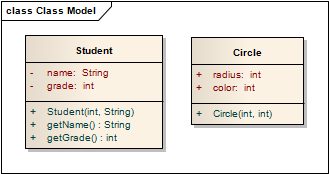 class Class Model
Student
- name: String
- grade: int
+ Student(int, String)
+ getName() : String
+ getGrade() : int
Circle
+ radius: int
+ color: int
+ Circle(int, int)